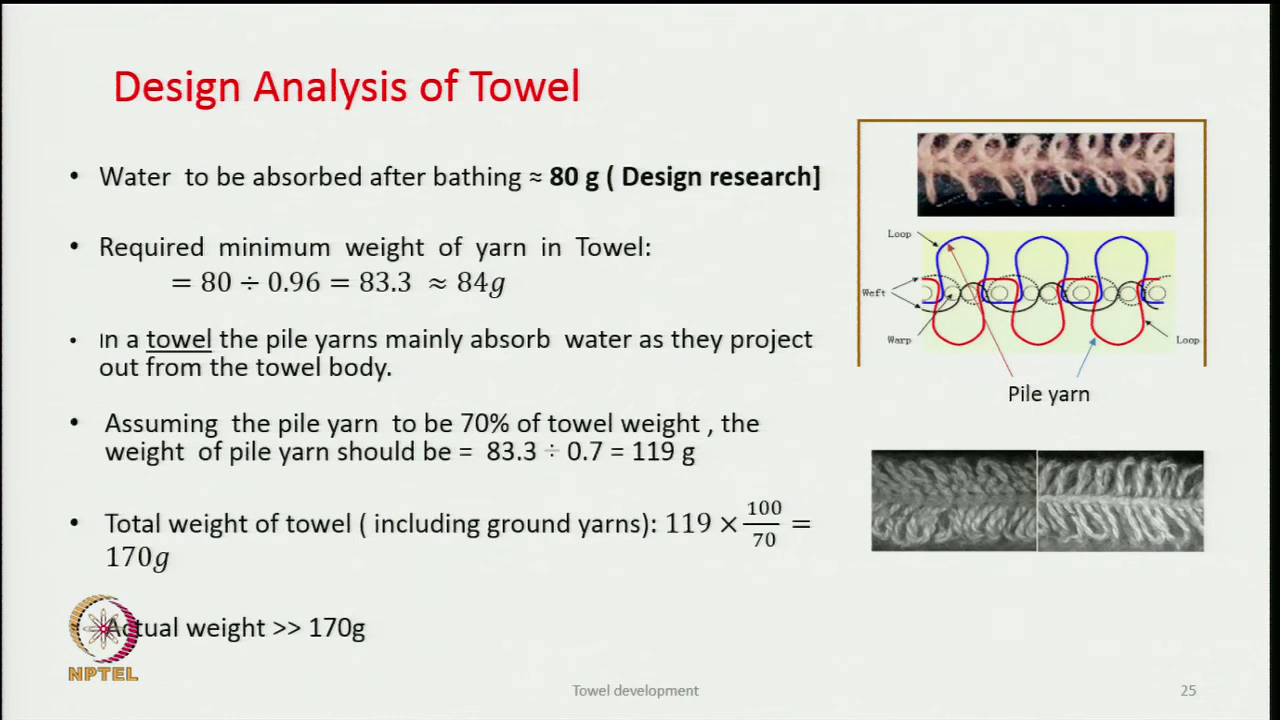 Design Analysis of Towel
• Water to be absorbed after bathing ≈ 80 g ( Design research]
• Required minimum weight of yarn in Towel:
= 80 ÷ 0.96 = 83.3 ≈ 84g
• In a towel the pile yarns mainly absorb water as they project
out from the towel body.
• Assuming the pile yarn to be 70% of towel weight , the
weight of pile yarn should be = 83.3 ÷ 0.7 = 119 g
• Total weight of towel ( including ground yarns): 119 × 100/70 =
170g
Actual weight >> 170g
NPTEL
Loop
Weft
Warp
Loop
Pile yarn
Towel development
25